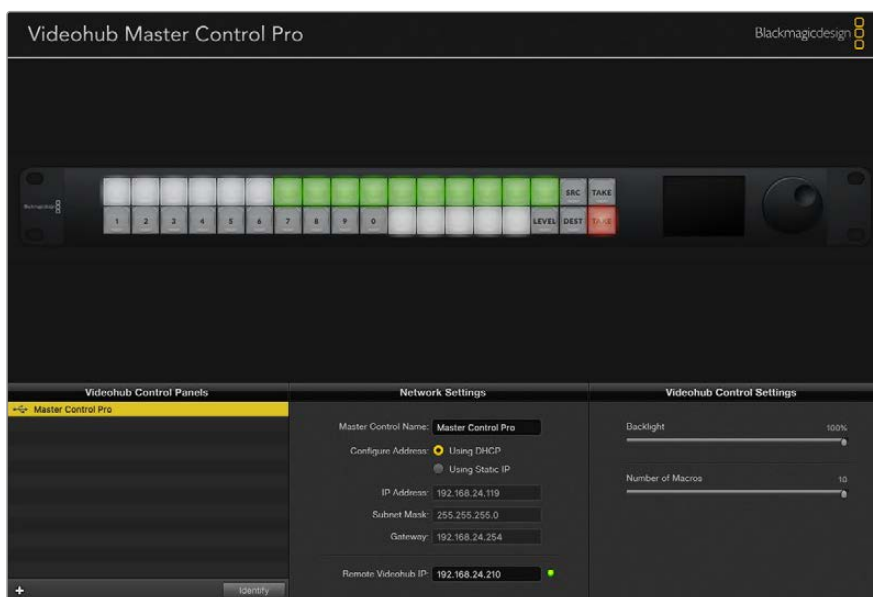 Videohub Master Control Pro
Blackmagicdesign
SRC TAKE
1 2 3 4 5 6 7 8 9 0 LEVEL DEST TAKE
Videohub Control Panels
Master Control Pro
Identify
Network Settings
Master Control Name: Master Control Pro
Configure Address: Using DHCP
Using Static IP
IP Address: 192.168.24.119
Subnet Mask: 255.255.255.0
Gateway: 192.168.24.254
Remote Videohub IP: 192.168.24.210
Videohub Control Settings
Backlight 100%
Number of Macros 10